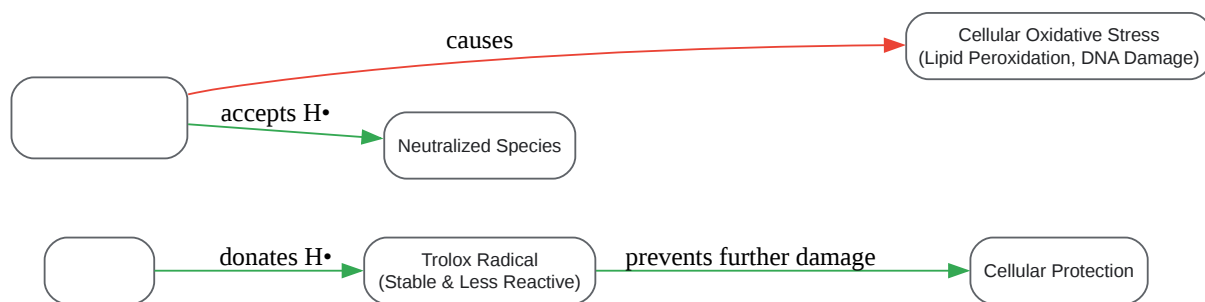 causes
Cellular Oxidative Stress
(Lipid Peroxidation, DNA Damage)
accepts H•
Neutralized Species
donates H•
Trolox Radical
(Stable & Less Reactive)
prevents further damage
Cellular Protection